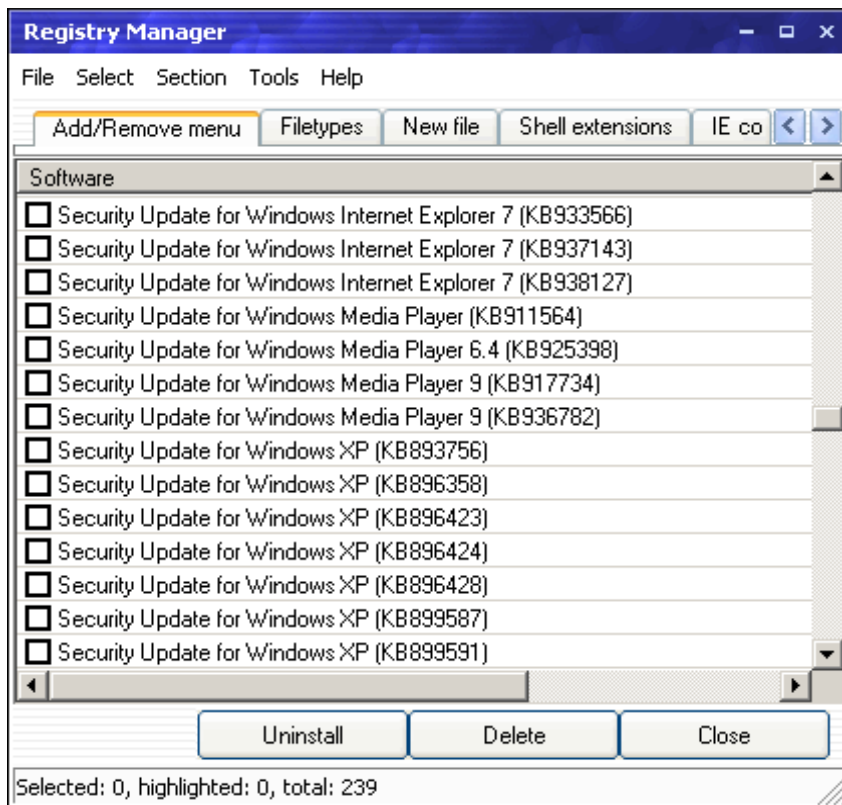 Registry Manager
File Select Section Tools Help
Add/Remove menu Filetypes New file Shell extensions IE co
Software
Security Update for Windows Internet Explorer 7 (KB933566)
Security Update for Windows Internet Explorer 7 (KB937143)
Security Update for Windows Internet Explorer 7 (KB938127)
Security Update for Windows Media Player (KB911564)
Security Update for Windows Media Player 6.4 (KB925398)
Security Update for Windows Media Player 9 (KB917734)
Security Update for Windows Media Player 9 (KB936782)
Security Update for Windows XP (KB893756)
Security Update for Windows XP (KB896358)
Security Update for Windows XP (KB896423)
Security Update for Windows XP (KB896424)
Security Update for Windows XP (KB896428)
Security Update for Windows XP (KB899587)
Security Update for Windows XP (KB899591)
Uninstall Delete Close
Selected: 0, highlighted: 0, total: 239